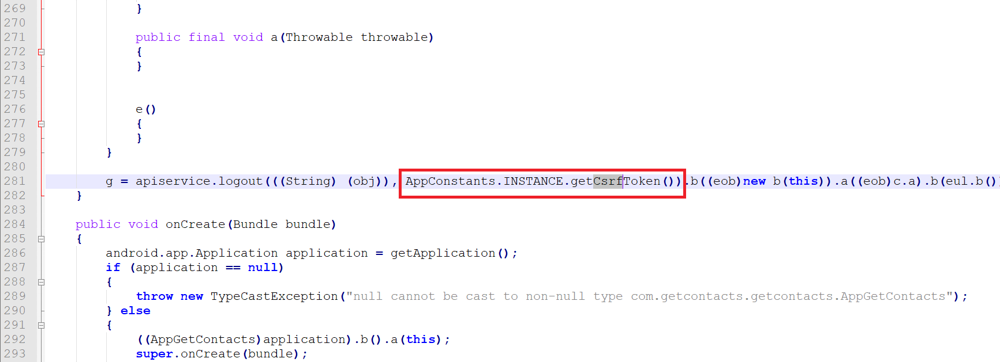 269 }
270
271 public final void a(Throwable throwable)
272 {
273 }
274
275
276 e()
277 {
278 }
279 }
280
281 g = apiservice.logout(((String) (obj)), AppConstants.INSTANCE.getCsrfToken()).b((eob)new b(this)).a((eob)c.a).b(eul.b()
282 }
283
284 public void onCreate(Bundle bundle)
285 {
286 android.app.Application application = getApplication();
287 if (application == null)
288 {
289 throw new TypeCastException("null cannot be cast to non-null type com.getcontacts.getcontacts.AppGetContacts");
290 } else
291 {
292 ((AppGetContacts)application).b().a(this);
293 super.onCreate(bundle);